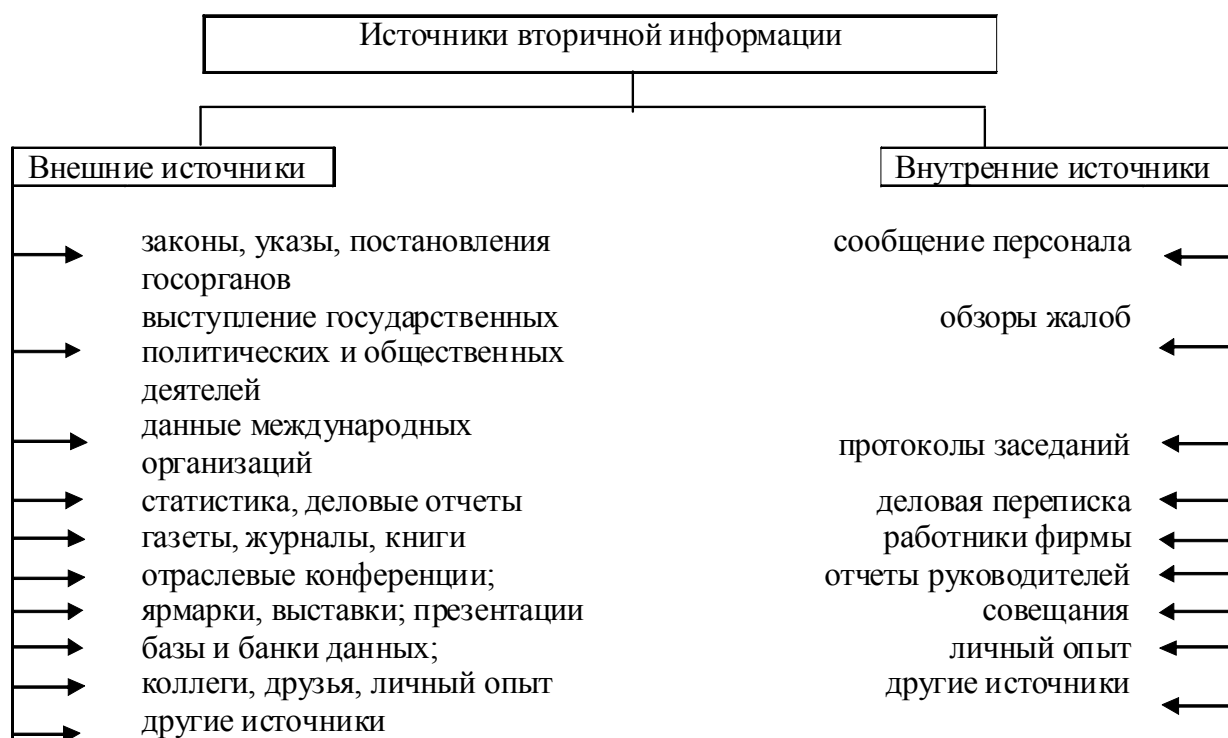 Источники вторичной информации
Внешние источники
законы, указы, постановления
госорганов
выступление государственных
политических и общественных
деятелей
данные международных
организаций
статистика, деловые отчеты
газеты, журналы, книги
отраслевые конференции;
ярмарки, выставки; презентации
базы и банки данных;
коллеги, друзья, личный опыт
другие источники
Внутренние источники
сообщение персонала
обзоры жалоб
протоколы заседаний
деловая переписка
работники фирмы
отчеты руководителей
совещания
личный опыт
другие источники